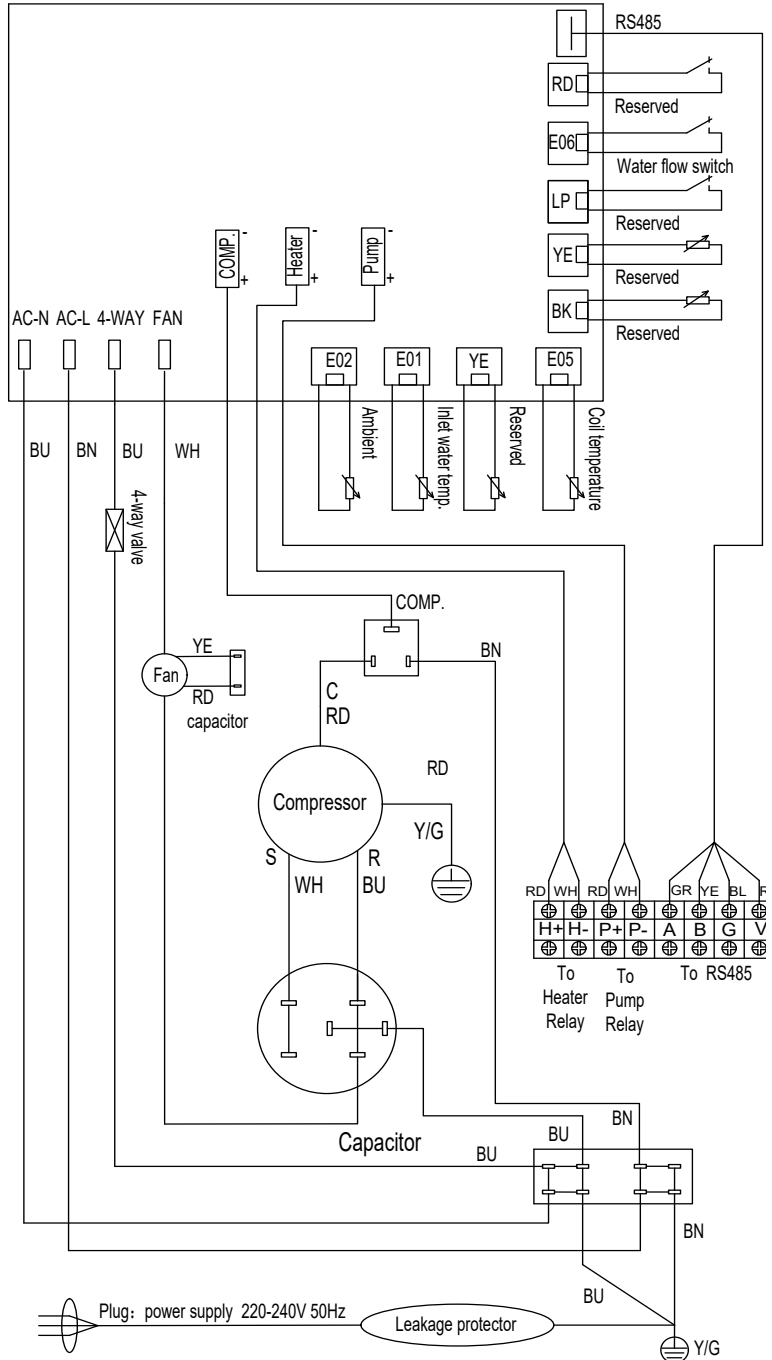 RS485
RD
Reserved
E06
Water flow switch
LP
Reserved
YE
Reserved
BK
Reserved
COMP.
-
+
Heater
-
+
Pump
-
+
AC-N AC-L 4-WAY FAN
E02
E01
YE
E05
Ambient
Inlet water temp.
Reserved
Coil temperature
BU
BN
BU
WH
4-way valve
COMP.
BN
YE
Fan
RD
capacitor
C
RD
Compressor
RD
Y/G
S
R
WH
BU
RD WH RD WH GR YE BL R
H+ H- P+ P- A B G V
To Heater Relay
To Pump Relay
To RS485
Capacitor
BU
BU
BN
BN
BU
Plug: power supply 220-240V 50Hz
Leakage protector
Y/G